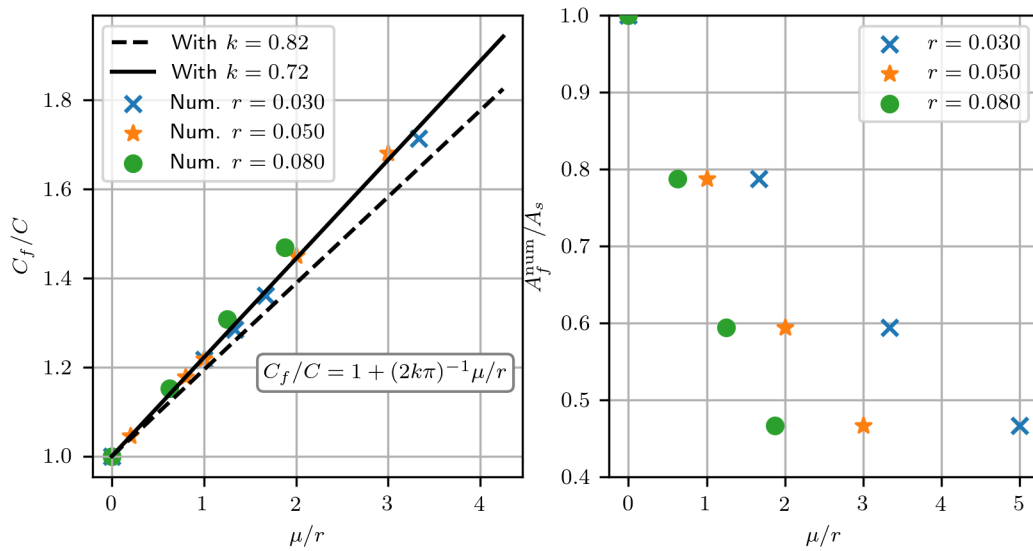 With k = 0.82
With k = 0.72
Num. r = 0.030
Num. r = 0.050
Num. r = 0.080
C_f/C = 1 + (2kπ)^{-1}μ/r
C_f/C
1.8
1.6
1.4
1.2
1.0
0 1 2 3 4
μ/r
r = 0.030
r = 0.050
r = 0.080
A_f^{num}/A_s
1.0
0.9
0.8
0.7
0.6
0.5
0.4
0 1 2 3 4 5
μ/r